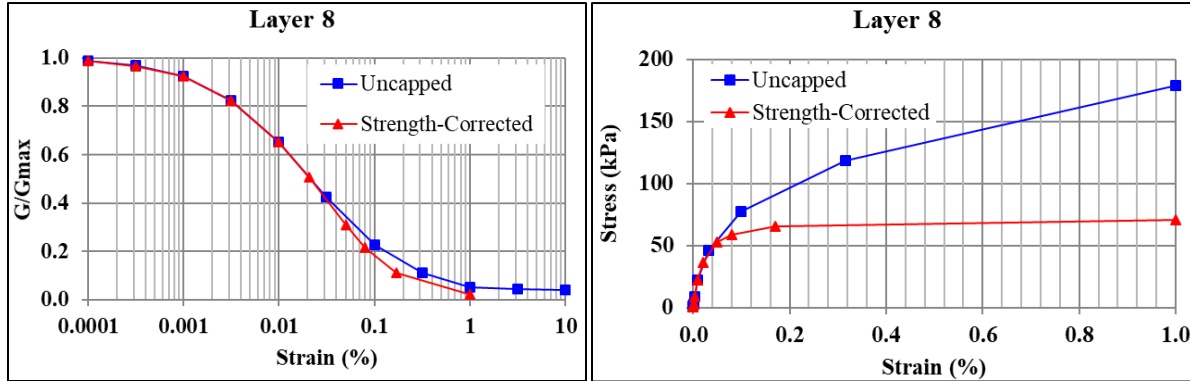 Layer 8
G/Gmax
1.0
0.8
0.6
0.4
0.2
0.0
Uncapped
Strength-Corrected
0.0001 0.001 0.01 0.1 1 10
Strain (%)
Layer 8
Stress (kPa)
200
150
100
50
0
Uncapped
Strength-Corrected
0.0 0.2 0.4 0.6 0.8 1.0
Strain (%)